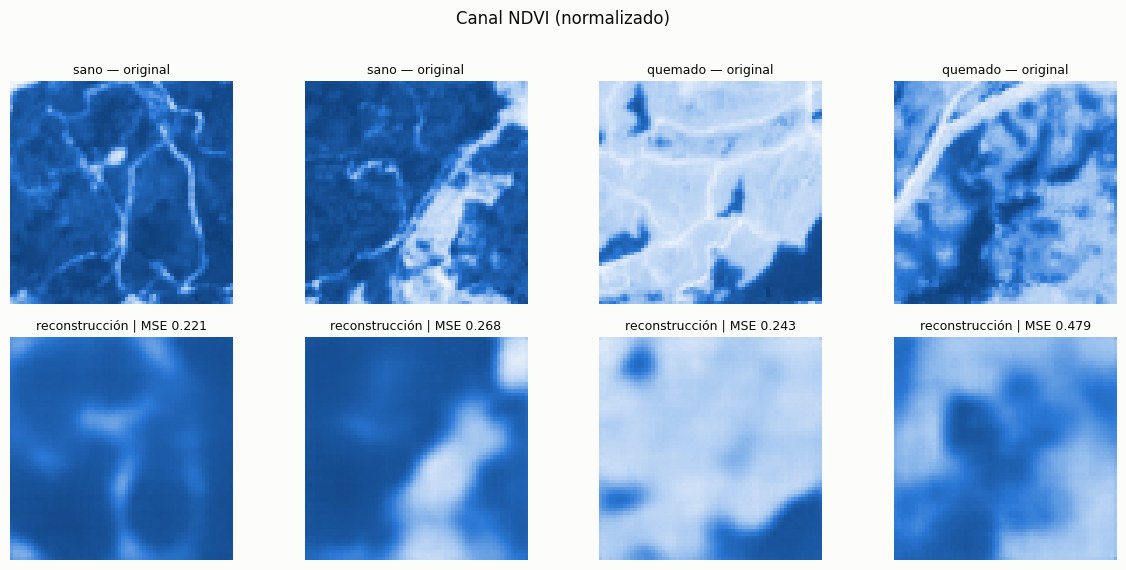 Canal NDVI (normalizado)
sano — original
sano — original
quemado — original
quemado — original
reconstrucción | MSE 0.221
reconstrucción | MSE 0.268
reconstrucción | MSE 0.243
reconstrucción | MSE 0.479